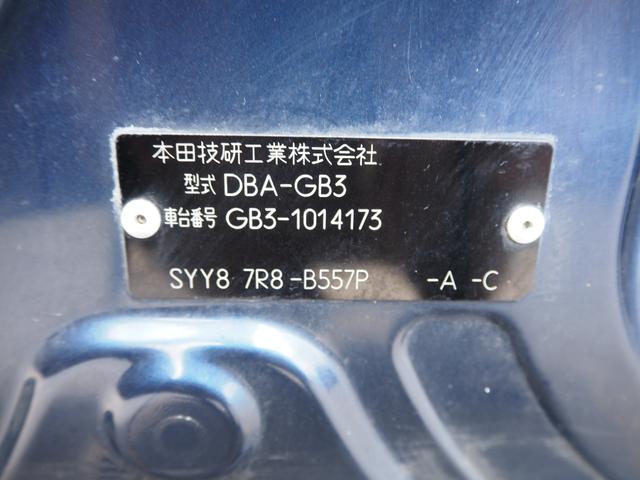 本田技研工業株式会社
型式 DBA-GB3
車台番号 GB3-1014173
SYY8 7R8-B557P -A -C